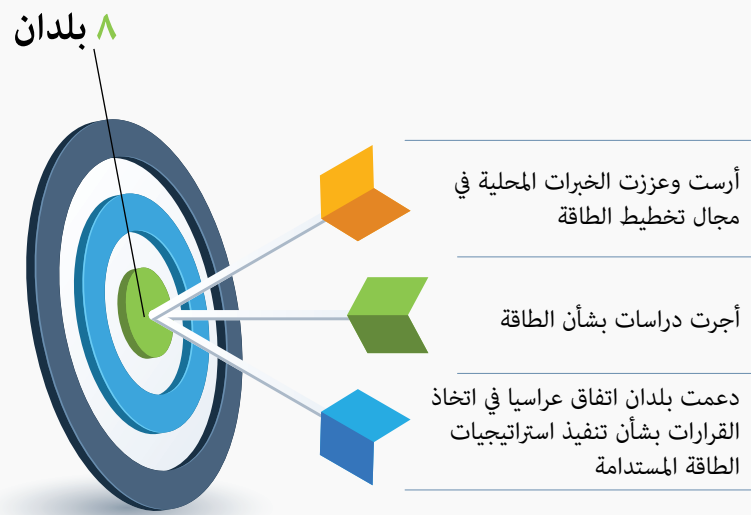 ٨ بلدان
أرست وعززت الخبرات المحلية في
مجال تخطيط الطاقة
أجرت دراسات بشأن الطاقة
دعمت بلدان اتفاق عراسيا في اتخاذ
القرارات بشأن تنفيذ استراتيجيات
الطاقة المستدامة